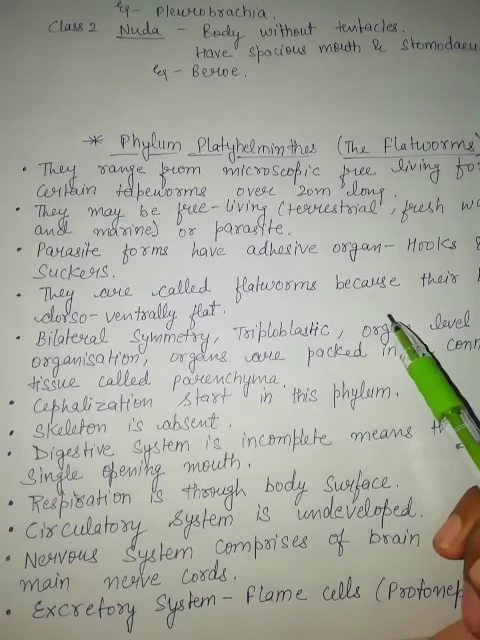 Eg- Pleurobrachia.
Class 2 Nuda - Body without tentacles.
Have spacious mouth & Stomodaeu
Eg - Beroe.
* Phylum Platyhelminthes (The Flatworms)
• They range from microscopic free living fo
certain tapeworms over 20m long.
• They may be free-living (terrestrial, fresh w
and marine) or parasite.
• Parasite forms have adhesive organ - Hooks &
Suckers.
• They are called flatworms because their
dorso-ventrally flat.
• Bilateral Symmetry, Triploblastic, organ level
organisation, organs are packed in conn
tissue called parenchyma.
• Cephalization start in this phylum.
• Skeleton is absent.
• Digestive System is incomplete means
Single opening mouth.
• Respiration is through body surface.
• Circulatory System is undeveloped.
• Nervous System comprises of brain
main nerve cords.
• Excretory System - Flame cells (Protonep